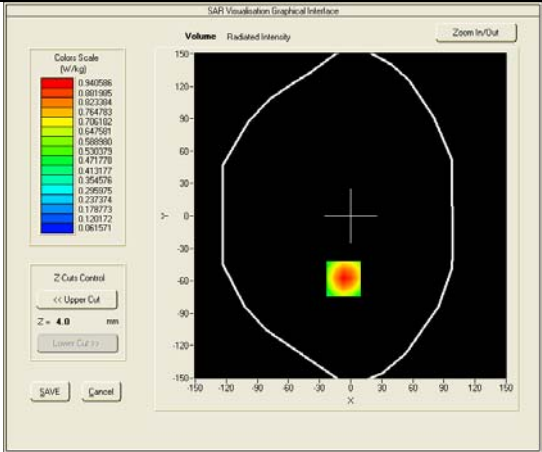 SAR Visualisation Graphical Interface
Volume Radiated Intensity
Zoom In/Out
Colors Scale
(W/kg)
0.940586
0.881985
0.823384
0.764783
0.706182
0.647581
0.588980
0.530379
0.471778
0.413177
0.354576
0.295975
0.237374
0.178773
0.120172
0.061571
Z-Cuts Control
<< Upper Cut
Z = 4.0 mm
Lower Cut >>
SAVE Cancel
150
120
90
60
30
0
-30
-60
-90
-120
-150
Y
-150 -120 -90 -60 -30 0 30 60 90 120 150
X